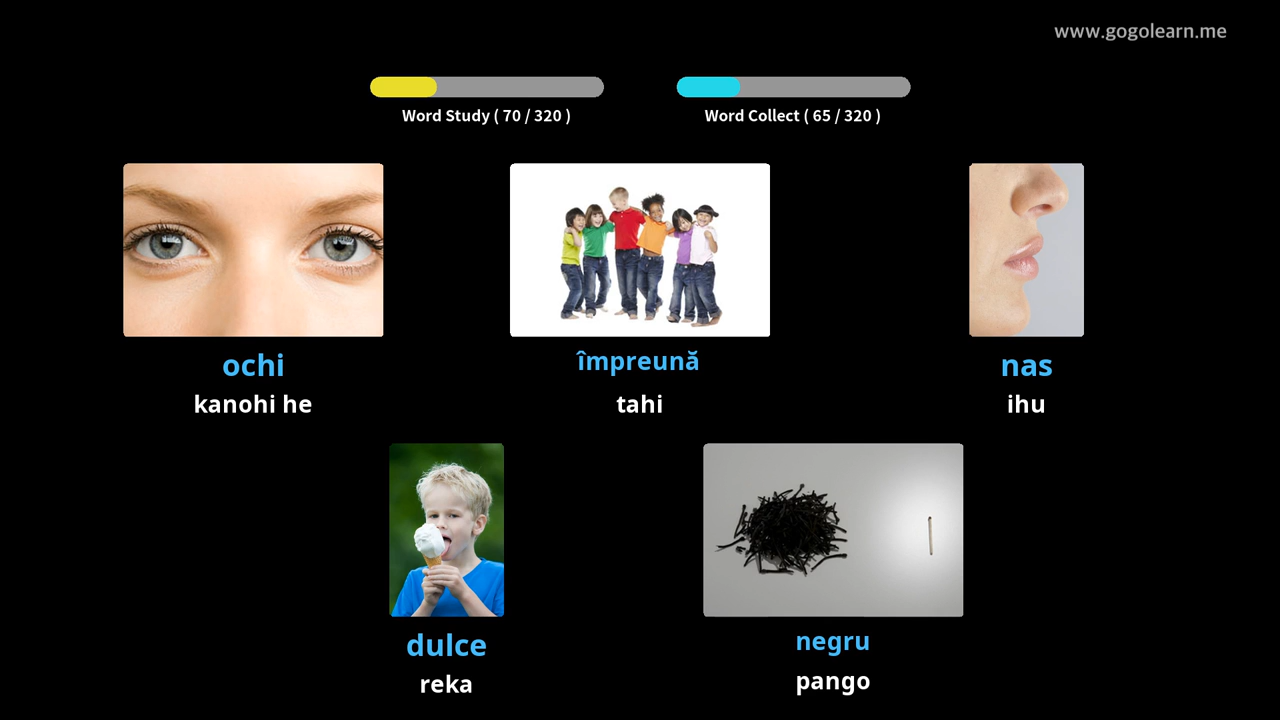 www.gogolearn.me
Word Study ( 70 / 320 )
Word Collect ( 65 / 320 )
ochi
kanohi he
împreună
tahi
nas
ihu
dulce
reka
negru
pango